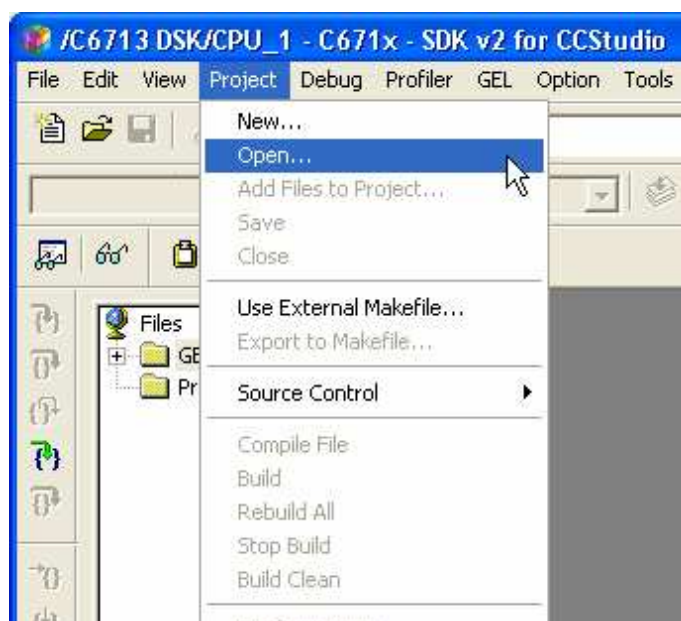 /C6713 DSK/CPU_1 - C671x - SDK v2 for CCStudio
File Edit View Project Debug Profiler GEL Option Tools
New...
Open...
Add Files to Project...
Save
Close
Use External Makefile...
Export to Makefile...
Source Control
Compile File
Build
Rebuild All
Stop Build
Build Clean
Files
GE
Pr